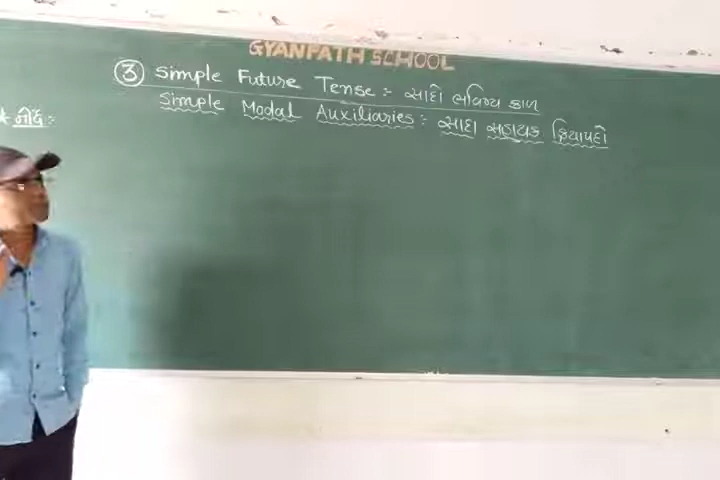 GYANPATH SCHOOL
③ Simple Future Tense :- સાદો ભવિષ્ય કાળ
Simple Modal Auxiliaries :- સાદા સહાયક ક્રિયાપદો
* નોંધ :-